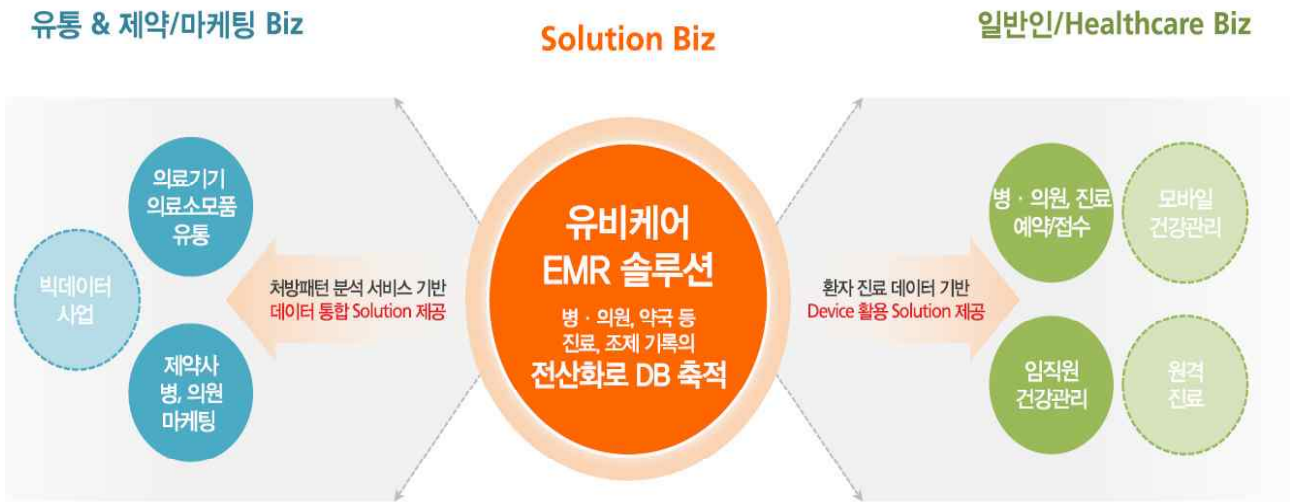 유통 & 제약/마케팅 Biz
Solution Biz
일반인/Healthcare Biz
의료기기
의료소모품
유통
빅데이터
사업
제약사
병, 의원
마케팅
처방패턴 분석 서비스 기반
데이터 통합 Solution 제공
유비케어
EMR 솔루션
병 · 의원, 약국 등
진료, 조제 기록의
전산화로 DB 축적
환자 진료 데이터 기반
Device 활용 Solution 제공
병 · 의원, 진료
예약/접수
모바일
건강관리
임직원
건강관리
원격
진료